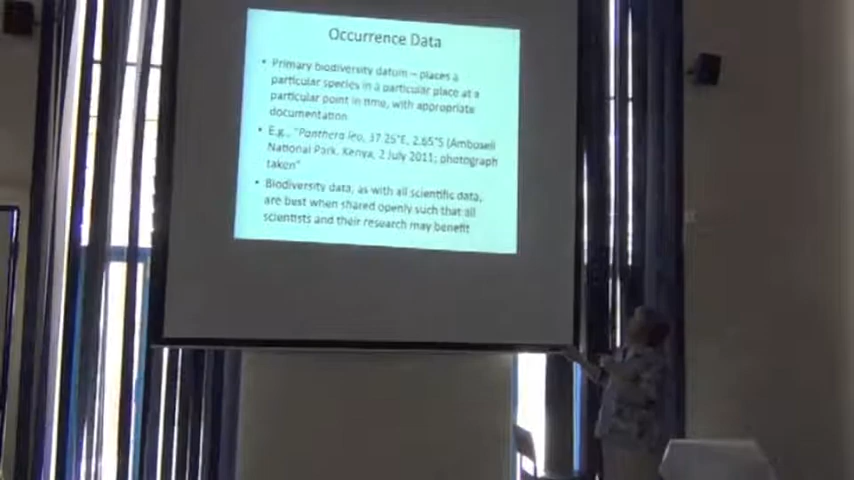 Occurrence Data
• Primary biodiversity datum – places a
particular species in a particular place at a
particular point in time, with appropriate
documentation
• E.g., "Panthera leo, 37.25°E, 2.65°S (Amboseli
National Park, Kenya, 2 July 2011; photograph
taken"
• Biodiversity data, as with all scientific data,
are best when shared openly such that all
scientists and their research may benefit